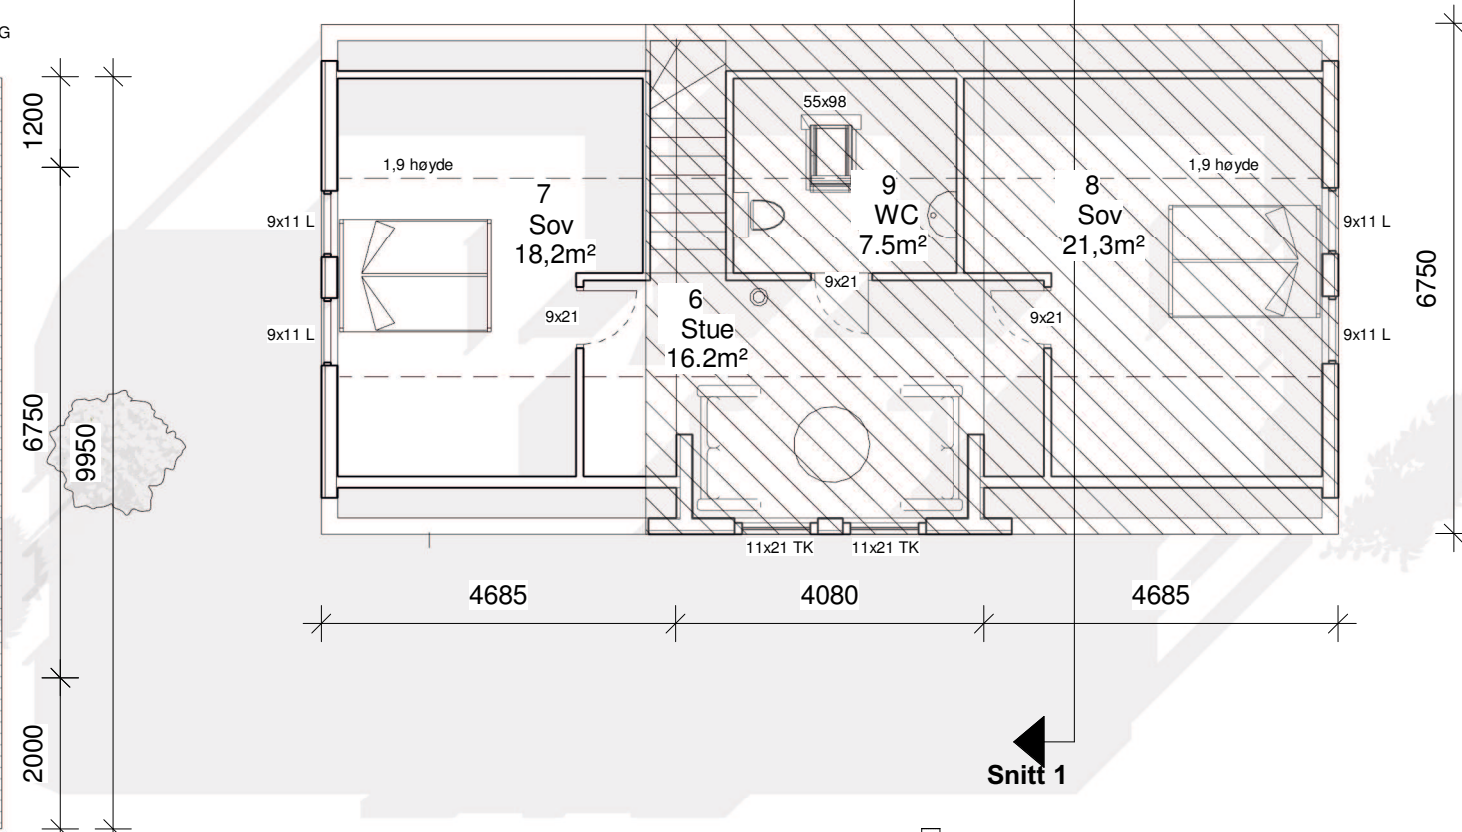 G
1200
6750
9950
2000
55x98
1,9 høyde
1,9 høyde
7
Sov
18,2m²
9
WC
7.5m²
8
Sov
21,3m²
9x11 L
9x11 L
9x11 L
9x11 L
9x21
9x21
9x21
6
Stue
16.2m²
6750
11x21 TK
11x21 TK
4685
4080
4685
Snitt 1